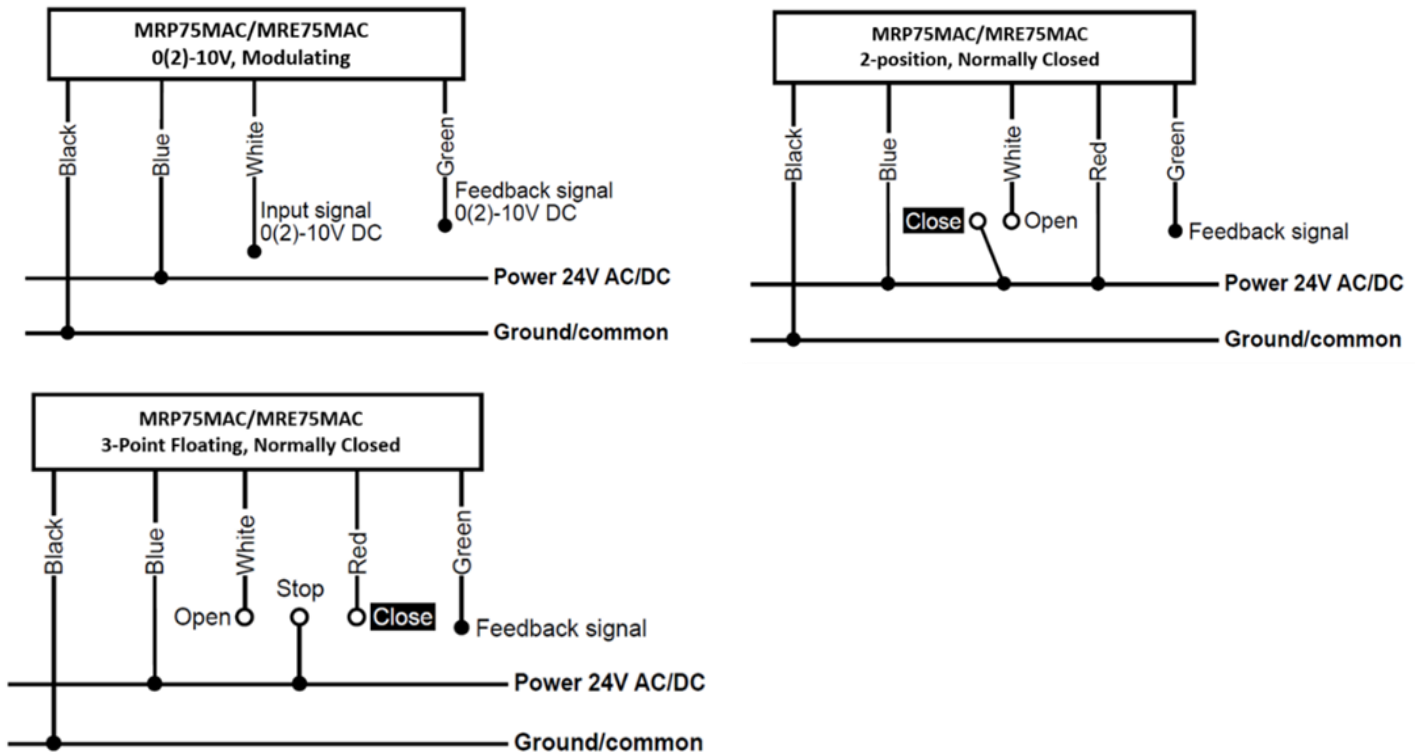 MRP75MAC/MRE75MAC
0(2)-10V, Modulating
Black
Blue
White
Green
Input signal
0(2)-10V DC
Feedback signal
0(2)-10V DC
Power 24V AC/DC
Ground/common
MRP75MAC/MRE75MAC
2-position, Normally Closed
Black
Blue
White
Red
Green
Close
Open
Feedback signal
Power 24V AC/DC
Ground/common
MRP75MAC/MRE75MAC
3-Point Floating, Normally Closed
Black
Blue
White
Red
Green
Stop
Open
Close
Feedback signal
Power 24V AC/DC
Ground/common